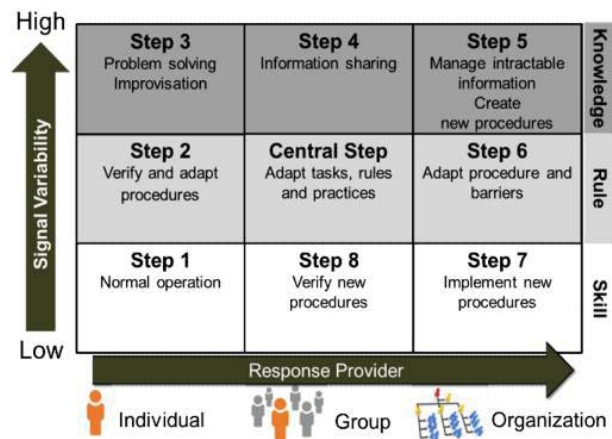 High
Signal Variability
Low
Step 3
Problem solving
Improvisation
Step 4
Information sharing
Step 5
Manage intractable
information
Create
new procedures
Knowledge
Step 2
Verify and adapt
procedures
Central Step
Adapt tasks, rules
and practices
Step 6
Adapt procedure and
barriers
Rule
Step 1
Normal operation
Step 8
Verify new
procedures
Step 7
Implement new
procedures
Skill
Response Provider
Individual
Group
Organization